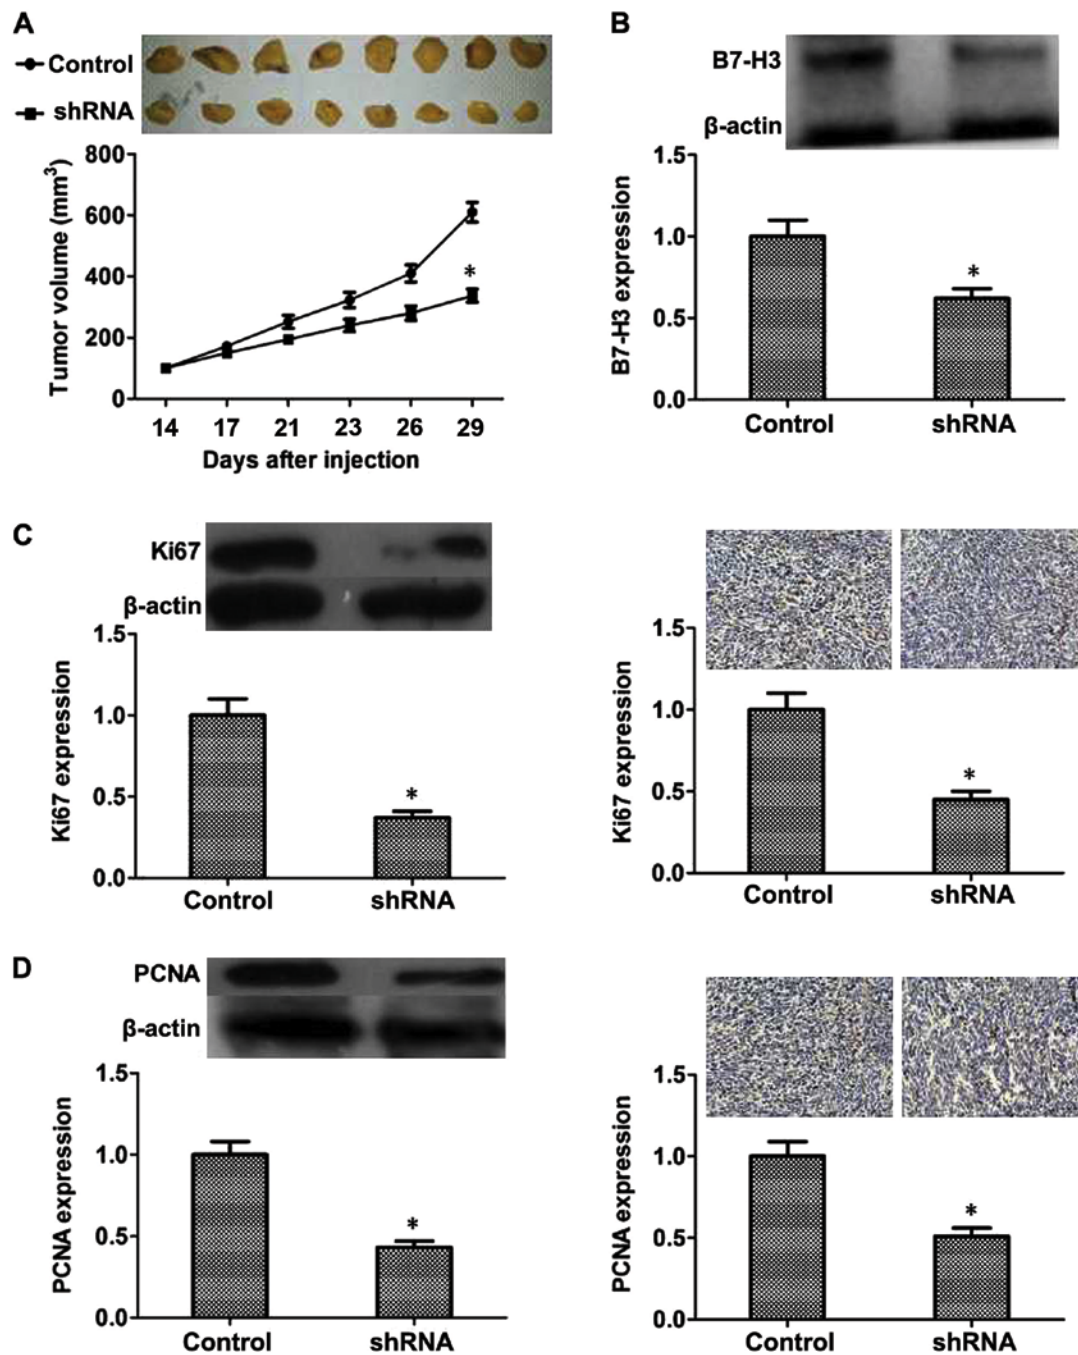 A
Control
shRNA
Tumor volume (mm³)
800
600
400
200
0
*
14 17 21 23 26 29
Days after injection
B
B7-H3
β-actin
B7-H3 expression
1.5
1.0
0.5
0.0
*
Control shRNA
C
Ki67
β-actin
Ki67 expression
1.5
1.0
0.5
0.0
*
Control shRNA
Ki67 expression
1.5
1.0
0.5
0.0
*
Control shRNA
D
PCNA
β-actin
PCNA expression
1.5
1.0
0.5
0.0
*
Control shRNA
PCNA expression
1.5
1.0
0.5
0.0
*
Control shRNA